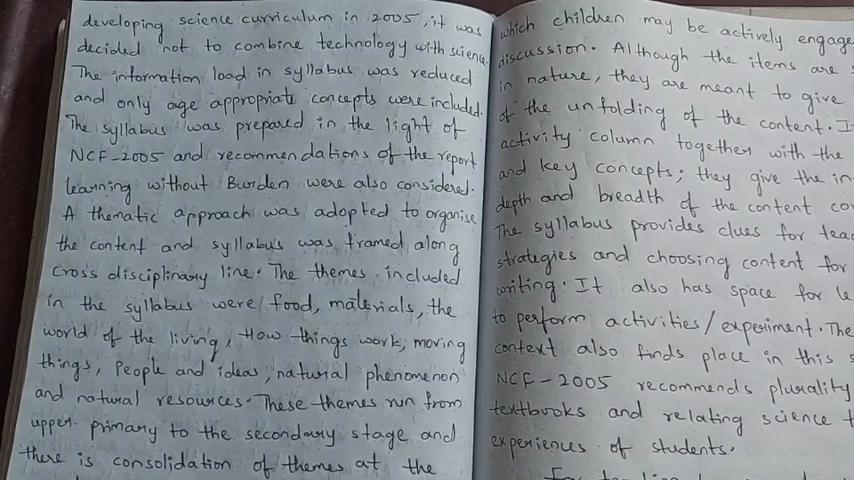 developing science curriculum in 2005, it was
decided not to combine technology with science.
The information load in syllabus was reduced
and only age appropriate concepts were included.
The syllabus was prepared in the light of
NCF-2005 and recommendations of the report
learning without Burden were also considered.
A thematic approach was adopted to organise
the content and syllabus was framed along
cross disciplinary line. The themes included
in the syllabus were food, materials, the
world of the living, How things work, moving
things, People and ideas, natural phenomenon
and natural resources. These themes run from
upper primary to the secondary stage and
there is consolidation of themes at the
which children may be actively engage
discussion. Although the items are
in nature, they are meant to give
of the unfolding of the content. I
activity column together with the
and key concepts; they give the in
depth and breadth of the content co
The syllabus provides clues for teac
strategies and choosing content for
writing. It also has space for le
to perform activities/experiment. The
context also finds place in this s
NCF-2005 recommends plurality
textbooks and relating science t
experiences of students.